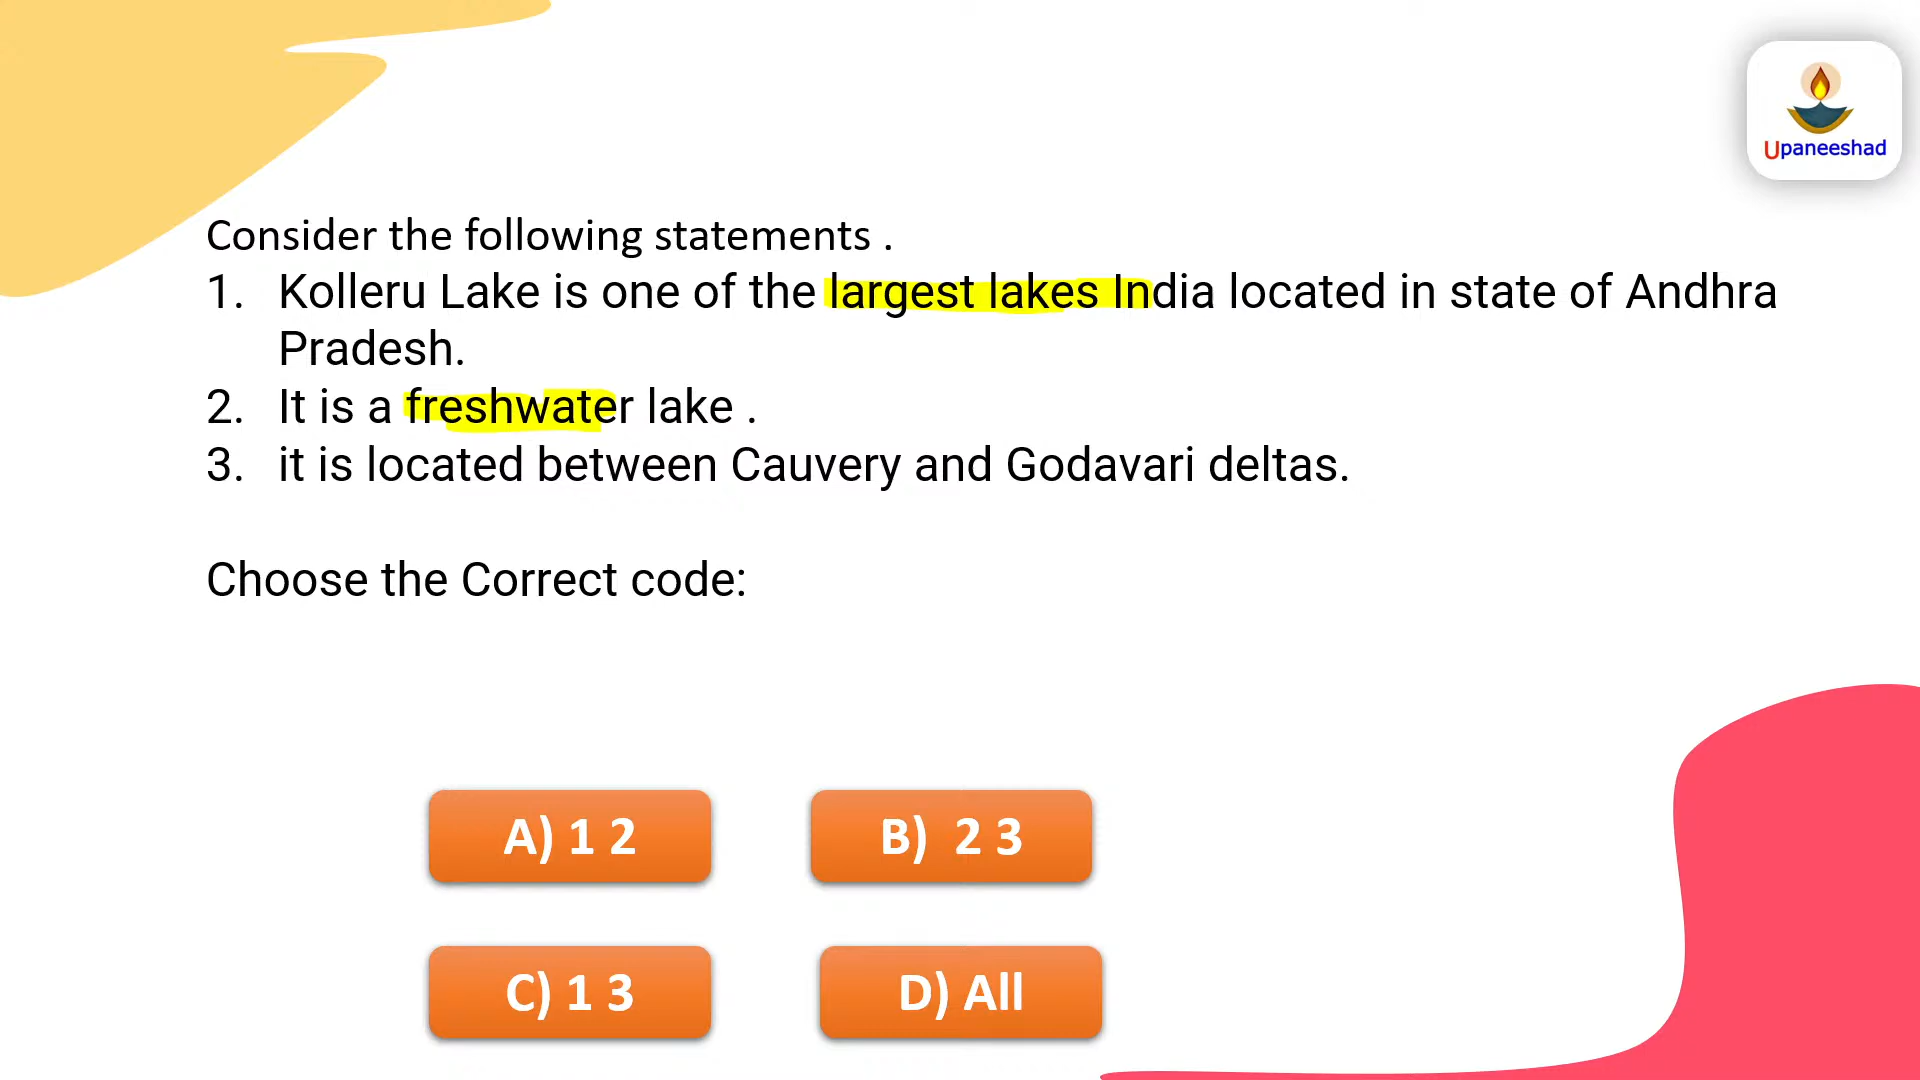 Upaneeshad
Consider the following statements .
1. Kolleru Lake is one of the largest lakes India located in state of Andhra
Pradesh.
2. It is a freshwater lake .
3. it is located between Cauvery and Godavari deltas.
Choose the Correct code:
A) 1 2
B) 2 3
C) 1 3
D) All